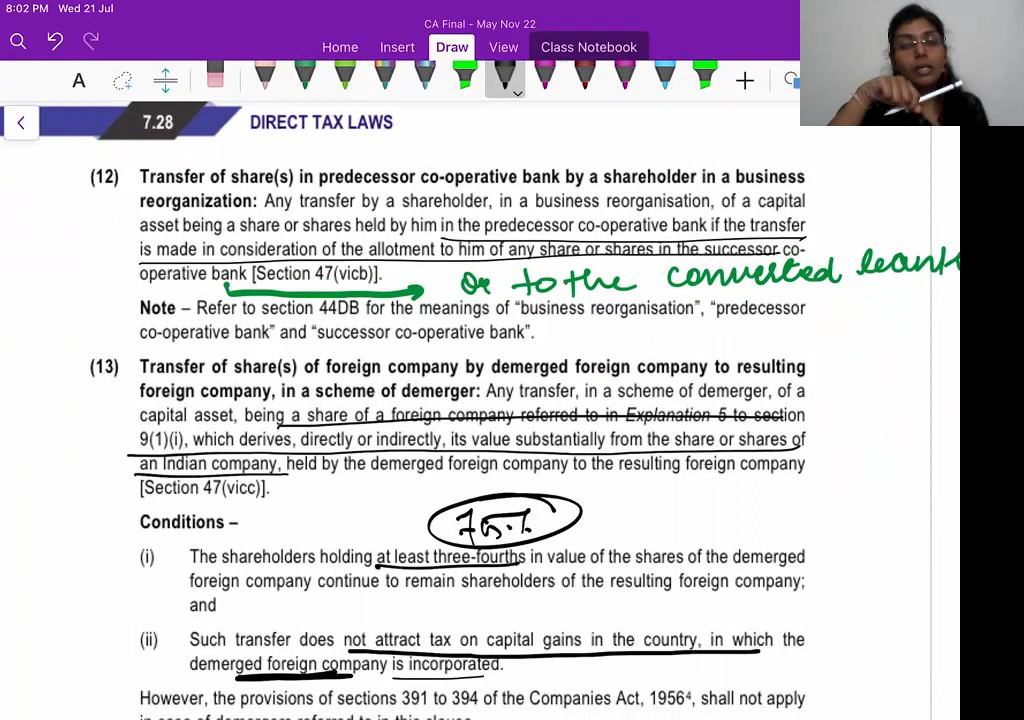 8:02 PM Wed 21 Jul
CA Final - May Nov 22
Home Insert Draw View Class Notebook
A
7.28 DIRECT TAX LAWS
(12) Transfer of share(s) in predecessor co-operative bank by a shareholder in a business
reorganization: Any transfer by a shareholder, in a business reorganisation, of a capital
asset being a share or shares held by him in the predecessor co-operative bank if the transfer
is made in consideration of the allotment to him of any share or shares in the successor co-
operative bank [Section 47(vicb)].
or to the converted
Note – Refer to section 44DB for the meanings of “business reorganisation”, “predecessor
co-operative bank” and “successor co-operative bank”.
(13) Transfer of share(s) of foreign company by demerged foreign company to resulting
foreign company, in a scheme of demerger: Any transfer, in a scheme of demerger, of a
capital asset, being a share of a foreign company referred to in Explanation 5 to section
9(1)(i), which derives, directly or indirectly, its value substantially from the share or shares of
an Indian company, held by the demerged foreign company to the resulting foreign company
[Section 47(vicc)].
Conditions –
75%
(i) The shareholders holding at least three-fourths in value of the shares of the demerged
foreign company continue to remain shareholders of the resulting foreign company;
and
(ii) Such transfer does not attract tax on capital gains in the country, in which the
demerged foreign company is incorporated.
However, the provisions of sections 391 to 394 of the Companies Act, 1956⁴, shall not apply
in case of demergers referred to in this clause.